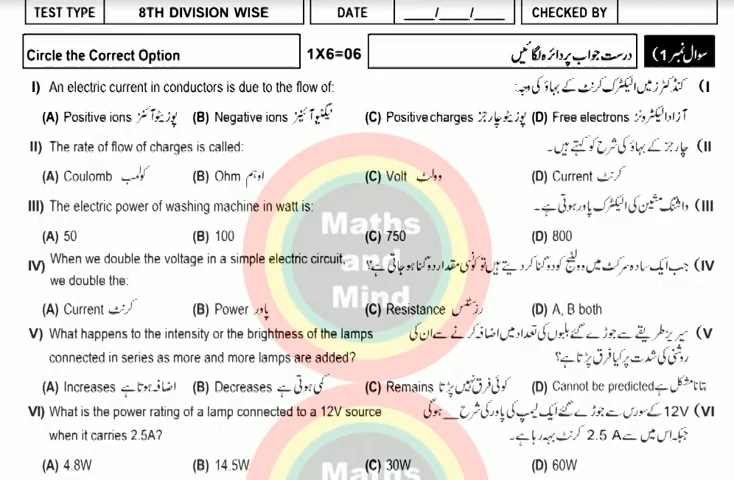 TEST TYPE 8TH DIVISION WISE DATE ___/___/___ CHECKED BY
Circle the Correct Option 1X6=06 درست جواب پر دائرہ لگائیں سوال نمبر 1)
I) An electric current in conductors is due to the flow of: کنڈکٹرز میں الیکٹرک کرنٹ کے بہاؤ کی وجہ: (I
(A) Positive ions پوزیٹو آئنز (B) Negative ions نیگٹیو آئنیز (C) Positive charges پوزیٹو چارجز (D) Free electrons آزاد الیکٹرونز
II) The rate of flow of charges is called: چارجز کے بہاؤ کی شرح کو کہتے ہیں۔ (II
(A) Coulomb کولمب (B) Ohm اوہم (C) Volt وولٹ (D) Current کرنٹ
III) The electric power of washing machine in watt is: واشنگ مشین کی الیکٹرک پاور ہوتی ہے۔ (III
(A) 50 (B) 100 (C) 750 (D) 800
IV) When we double the voltage in a simple electric circuit, جب ایک سادہ سرکٹ میں وولٹیج کو دوگنا کر دیتے ہیں تو کونسی مقدار دوگنا ہو جاتی ہے؟ (IV
we double the:
(A) Current کرنٹ (B) Power پاور (C) Resistance رزسٹنس (D) A, B both
V) What happens to the intensity or the brightness of the lamps سیریز طریقے سے جوڑے گئے بلبوں کی تعداد میں اضافہ کرنے سے ان کی (V
connected in series as more and more lamps are added? روشنی کی شدت پر کیا فرق پڑتا ہے؟
(A) Increases اضافہ ہوتا ہے (B) Decreases کمی ہوتی ہے (C) Remains کوئی فرق نہیں پڑتا (D) Cannot be predicted بتانا مشکل ہے
VI) What is the power rating of a lamp connected to a 12V source 12V کے سورس سے جوڑے گئے ایک لیمپ کی پاور کی شرح __ ہوگی (VI
when it carries 2.5A? جبکہ اس میں سے 2.5 A کرنٹ بہہ رہا ہے۔
(A) 4.8W (B) 14.5W (C) 30W (D) 60W
Maths
and
Mind
Maths